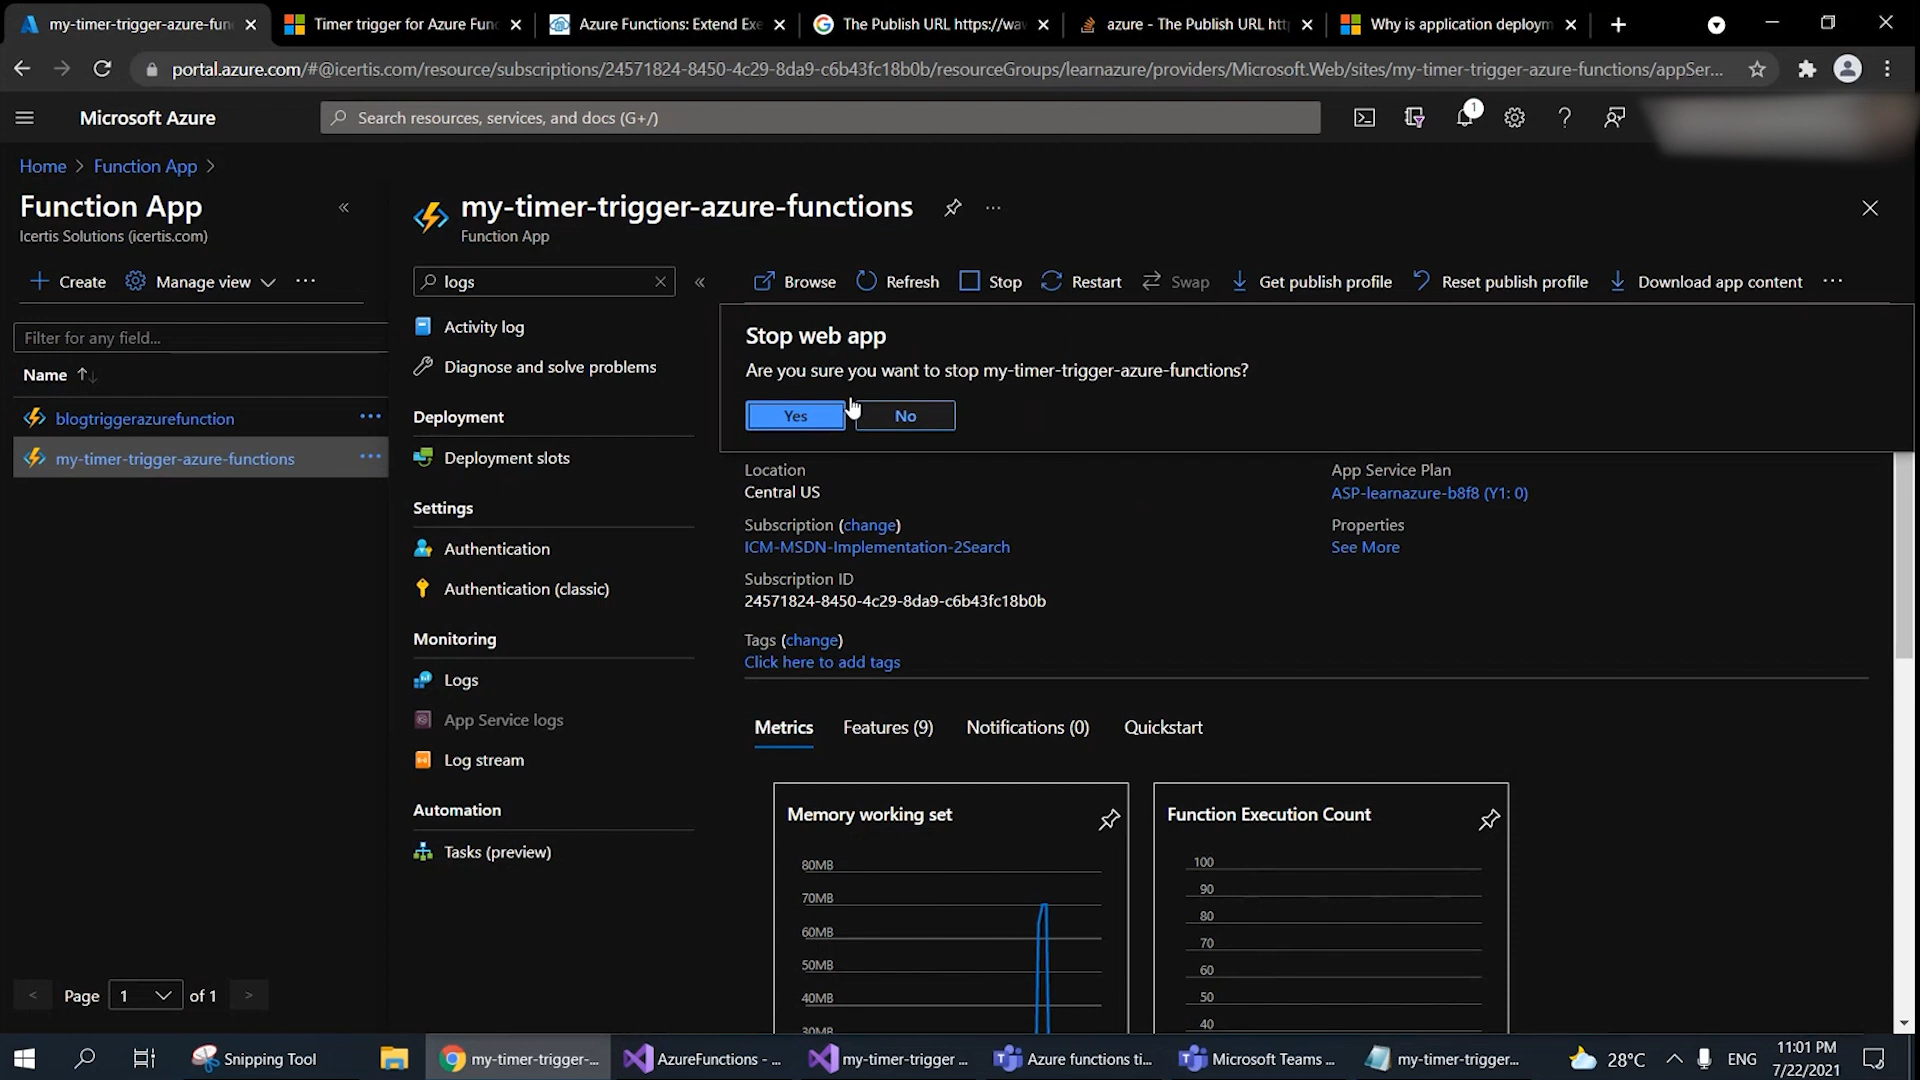 my-timer-trigger-azure-fun
Timer trigger for Azure Func
Azure Functions: Extend Exe
The Publish URL https://wav
azure - The Publish URL htt
Why is application deploym
portal.azure.com/#@icertis.com/resource/subscriptions/24571824-8450-4c29-8da9-c6b43fc18b0b/resourceGroups/learnazure/providers/Microsoft.Web/sites/my-timer-trigger-azure-functions/appSer...
Microsoft Azure
Search resources, services, and docs (G+/)
1
Home > Function App >
Function App
Icertis Solutions (icertis.com)
my-timer-trigger-azure-functions
Function App
Create
Manage view
logs
Browse
Refresh
Stop
Restart
Swap
Get publish profile
Reset publish profile
Download app content
Filter for any field...
Name
blogtriggerazurefunction
my-timer-trigger-azure-functions
Page 1 of 1
Activity log
Diagnose and solve problems
Deployment
Deployment slots
Settings
Authentication
Authentication (classic)
Monitoring
Logs
App Service logs
Log stream
Automation
Tasks (preview)
Stop web app
Are you sure you want to stop my-timer-trigger-azure-functions?
Yes
No
Location
Central US
Subscription (change)
ICM-MSDN-Implementation-2Search
Subscription ID
24571824-8450-4c29-8da9-c6b43fc18b0b
Tags (change)
Click here to add tags
App Service Plan
ASP-learnazure-b8f8 (Y1: 0)
Properties
See More
Metrics
Features (9)
Notifications (0)
Quickstart
Memory working set
80MB
70MB
60MB
50MB
40MB
30MB
Function Execution Count
100
90
80
70
60
50
40
Snipping Tool
my-timer-trigger-...
AzureFunctions - ...
my-timer-trigger ...
Azure functions ti...
Microsoft Teams ...
my-timer-trigger...
28°C
ENG
11:01 PM
7/22/2021